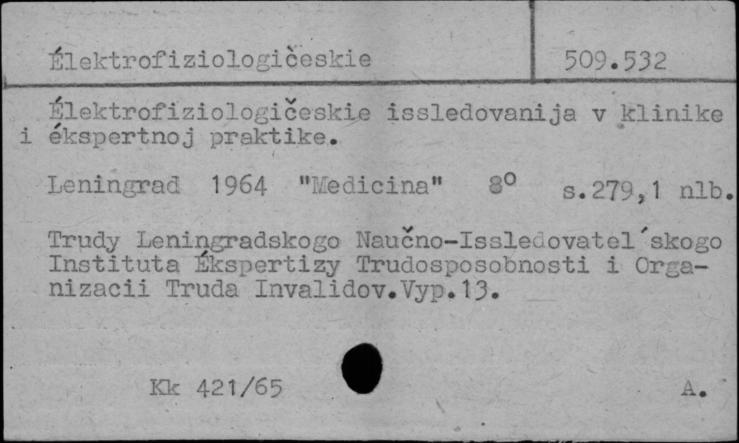 Élektrofiziologičeskie 509.532
Élektrofiziologičeskie issledovanija v klinike
i ékspertnoj praktike.
Leningrad 1964 "Medicina" 8⁰ s.279,1 nlb.
Trudy Leningradskogo Naučno-Issledovatel´skogo
Instituta Ékspertizy Trudosposobnosti i Orga-
nizacii Truda Invalidov.Vyp.13.
Kk 421/65 A.